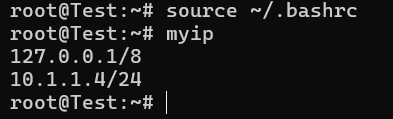 root@Test:~# source ~/.bashrc
root@Test:~# myip
127.0.0.1/8
10.1.1.4/24
root@Test:~#